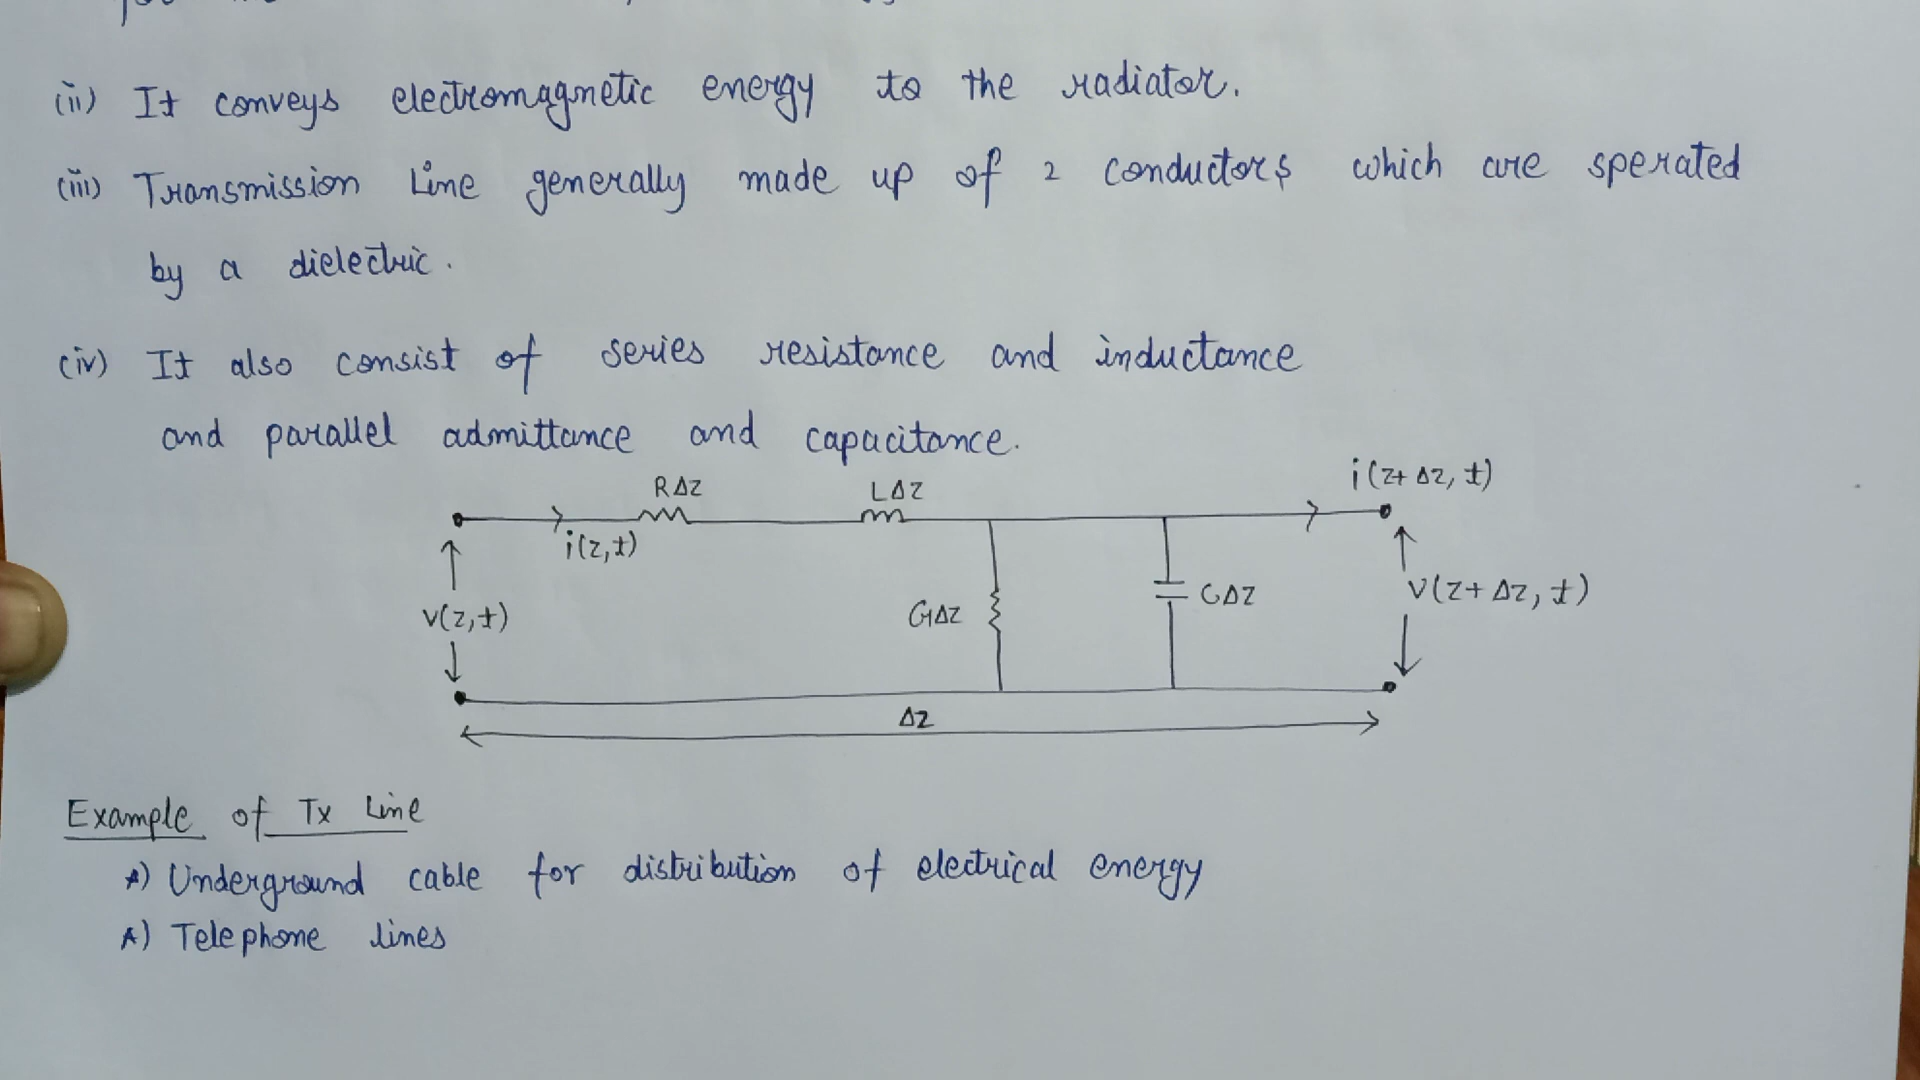 (ii) It conveys electromagnetic energy to the radiator.
(iii) Transmission Line generally made up of 2 conductors which are sperated
by a dielectric.
(iv) It also consist of series resistance and inductance
and parallel admittance and capacitance.
i(z+Δz, t)
RΔZ LΔZ
i(z,t)
GΔZ CΔZ V(z+Δz, t)
V(z,t)
ΔZ
Example of Tx Line
A) Underground cable for distribution of electrical energy
A) Telephone lines